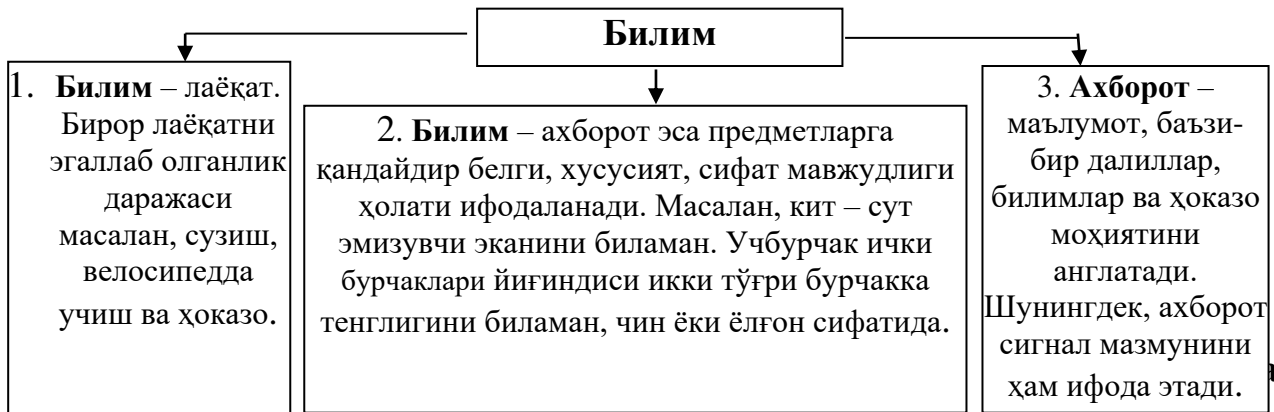 Билим
1. Билим – лаёқат.
Бирор лаёқатни
эгаллаб олганлик
даражаси
масалан, сузиш,
велосипедда
учиш ва ҳоказо.
2. Билим – ахборот эса предметларга
қандайдир белги, хусусият, сифат мавжудлиги
ҳолати ифодаланади. Масалан, кит – сут
эмизувчи эканини биламан. Учбурчак ички
бурчаклари йиғиндиси икки тўғри бурчакка
тенглигини биламан, чин ёки ёлғон сифатида.
3. Ахборот –
маълумот, баъзи-
бир далиллар,
билимлар ва ҳоказо
моҳиятини
англатади.
Шунингдек, ахборот
сигнал мазмунини
ҳам ифода этади.